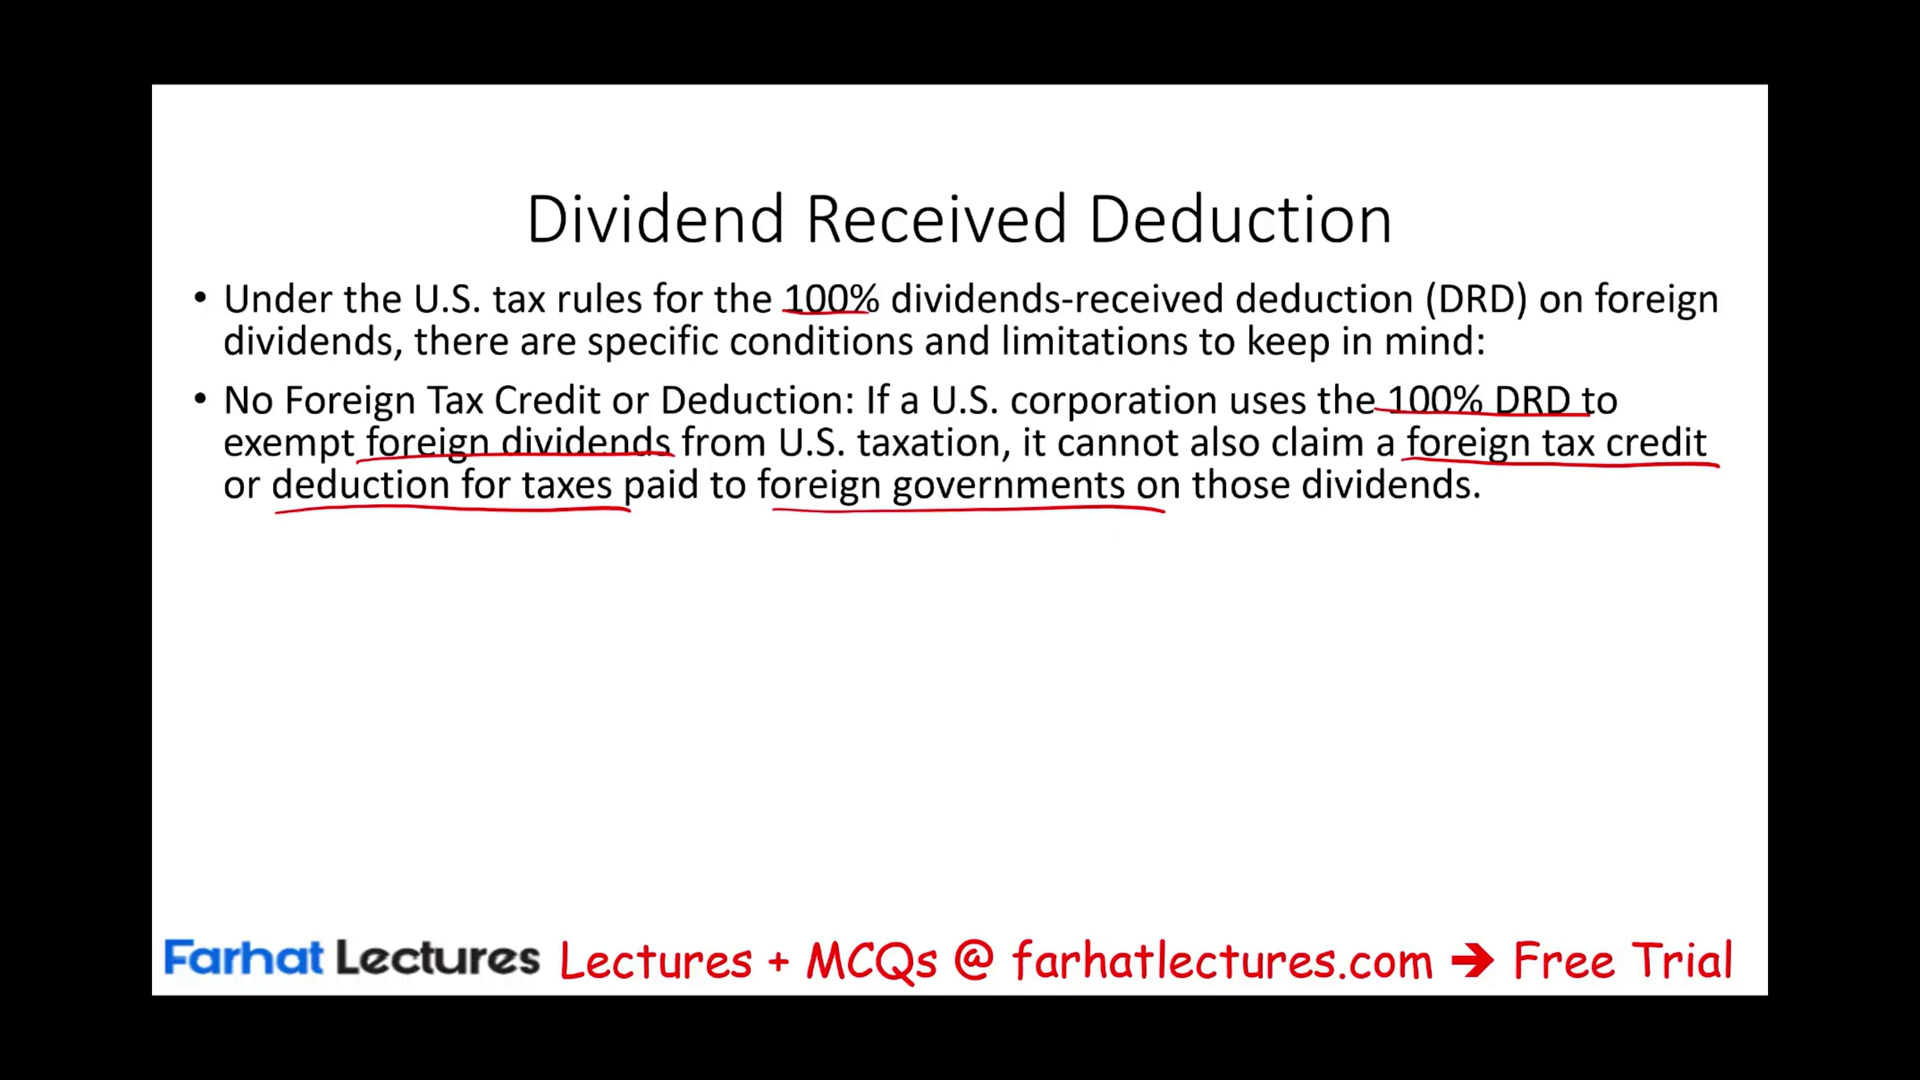 Dividend Received Deduction
• Under the U.S. tax rules for the 100% dividends-received deduction (DRD) on foreign
dividends, there are specific conditions and limitations to keep in mind:
• No Foreign Tax Credit or Deduction: If a U.S. corporation uses the 100% DRD to
exempt foreign dividends from U.S. taxation, it cannot also claim a foreign tax credit
or deduction for taxes paid to foreign governments on those dividends.
Farhat Lectures Lectures + MCQs @ farhatlectures.com → Free Trial